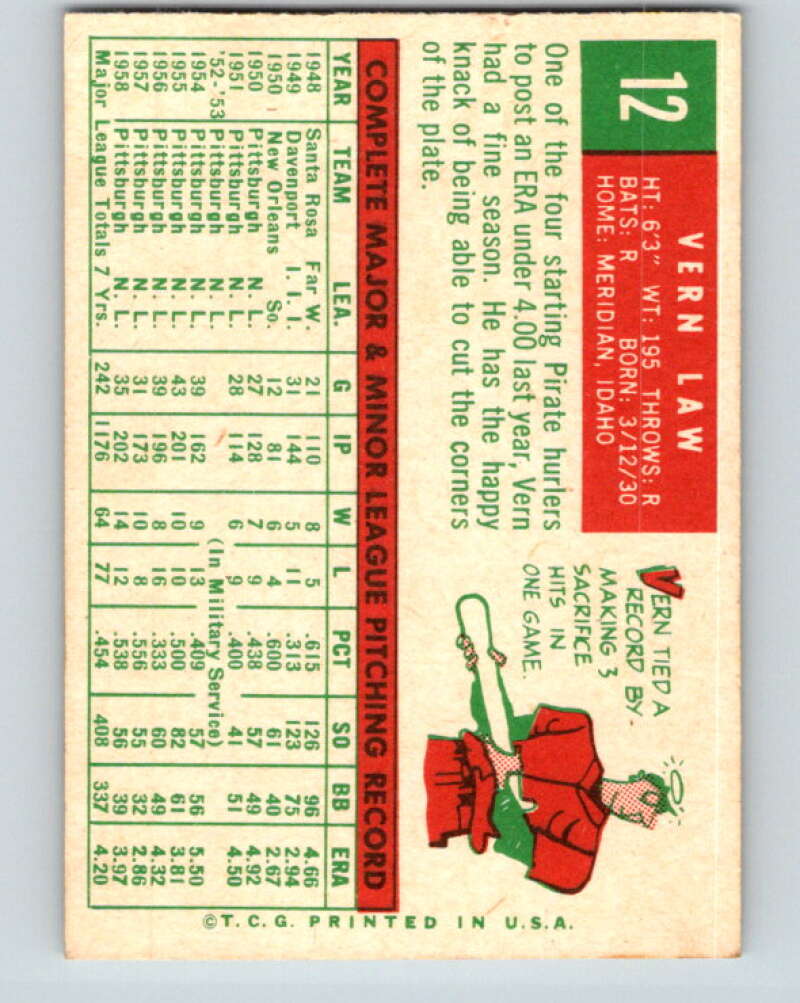 12
VERN LAW
HT: 6'3" WT: 195 THROWS: R
BATS: R BORN: 3/12/30
HOME: MERIDIAN, IDAHO
One of the four starting Pirate hurlers
to post an ERA under 4.00 last year, Vern
had a fine season. He has the happy
knack of being able to cut the corners
of the plate.
VERN TIED A
RECORD BY
MAKING 3
SACRIFICE
HITS IN
ONE GAME.
COMPLETE MAJOR & MINOR LEAGUE PITCHING RECORD
YEAR TEAM LEA. G IP W L PCT SO BB ERA
1948 Santa Rosa Far W. 21 110 8 5 .615 126 96 4.66
1949 Davenport I. I. I. 31 144 5 11 .313 123 75 2.94
1950 New Orleans So. 12 81 6 4 .600 61 40 2.67
1950 Pittsburgh N. L. 27 128 7 9 .438 57 49 4.92
1951 Pittsburgh N. L. 28 114 6 9 .400 41 51 4.50
'52-'53 (In Military Service)
1954 Pittsburgh N. L. 39 162 9 13 .409 57 56 5.50
1955 Pittsburgh N. L. 43 201 10 10 .500 82 61 3.81
1956 Pittsburgh N. L. 39 196 8 16 .333 60 49 4.32
1957 Pittsburgh N. L. 31 173 10 8 .556 55 32 2.86
1958 Pittsburgh N. L. 35 202 14 12 .538 56 39 3.97
Major League Totals 7 Yrs. 242 1176 64 77 .454 408 337 4.20
© T. C. G. PRINTED IN U.S.A.